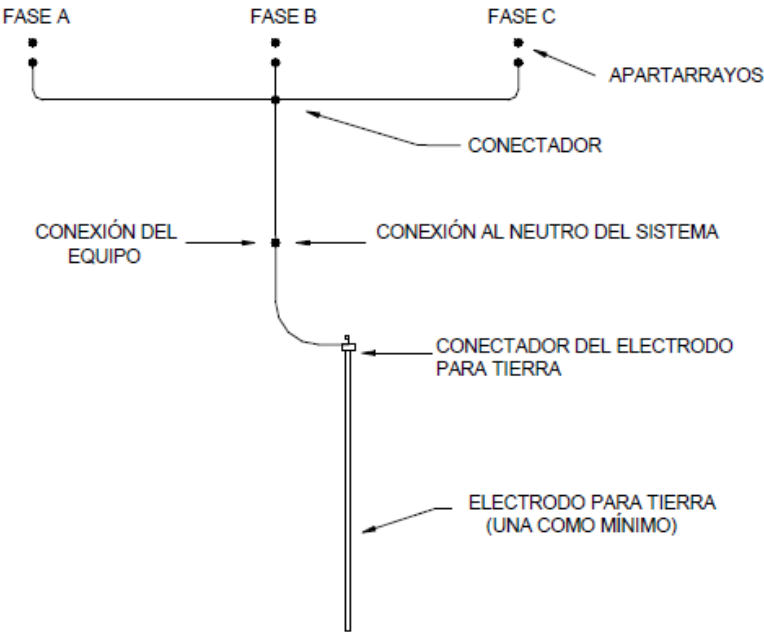 FASE A
FASE B
FASE C
APARTARRAYOS
CONECTADOR
CONEXIÓN DEL
EQUIPO
CONEXIÓN AL NEUTRO DEL SISTEMA
CONECTADOR DEL ELECTRODO
PARA TIERRA
ELECTRODO PARA TIERRA
(UNA COMO MÍNIMO)